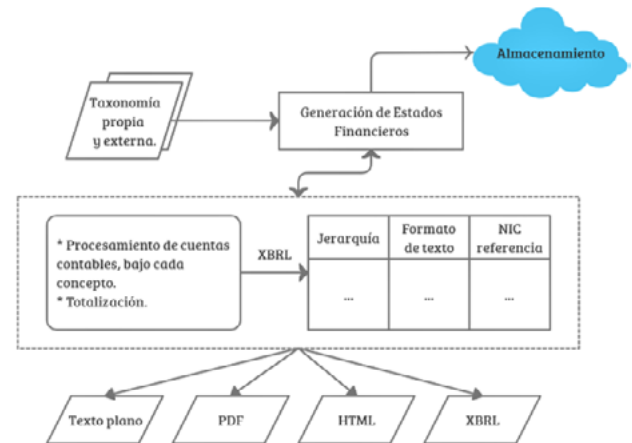 Almacenamiento
Taxonomía
propia
y externa.
Generación de Estados
Financieros
* Procesamiento de cuentas
contables, bajo cada
concepto.
* Totalización.
XBRL
Jerarquía
Formato
de texto
NIC
referencia
...
...
...
Texto plano
PDF
HTML
XBRL